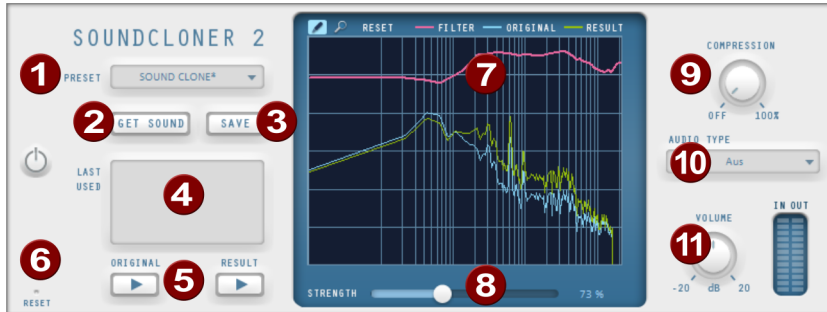 SOUNDCLONER 2
1
PRESET
SOUND CLONE*
2
GET SOUND
SAVE
3
LAST
USED
4
ORIGINAL
RESULT
5
6
RESET
RESET
FILTER
ORIGINAL
RESULT
7
STRENGTH
8
73 %
COMPRESSION
9
OFF
100%
AUDIO TYPE
10
Aus
VOLUME
11
-20
dB
20
IN OUT